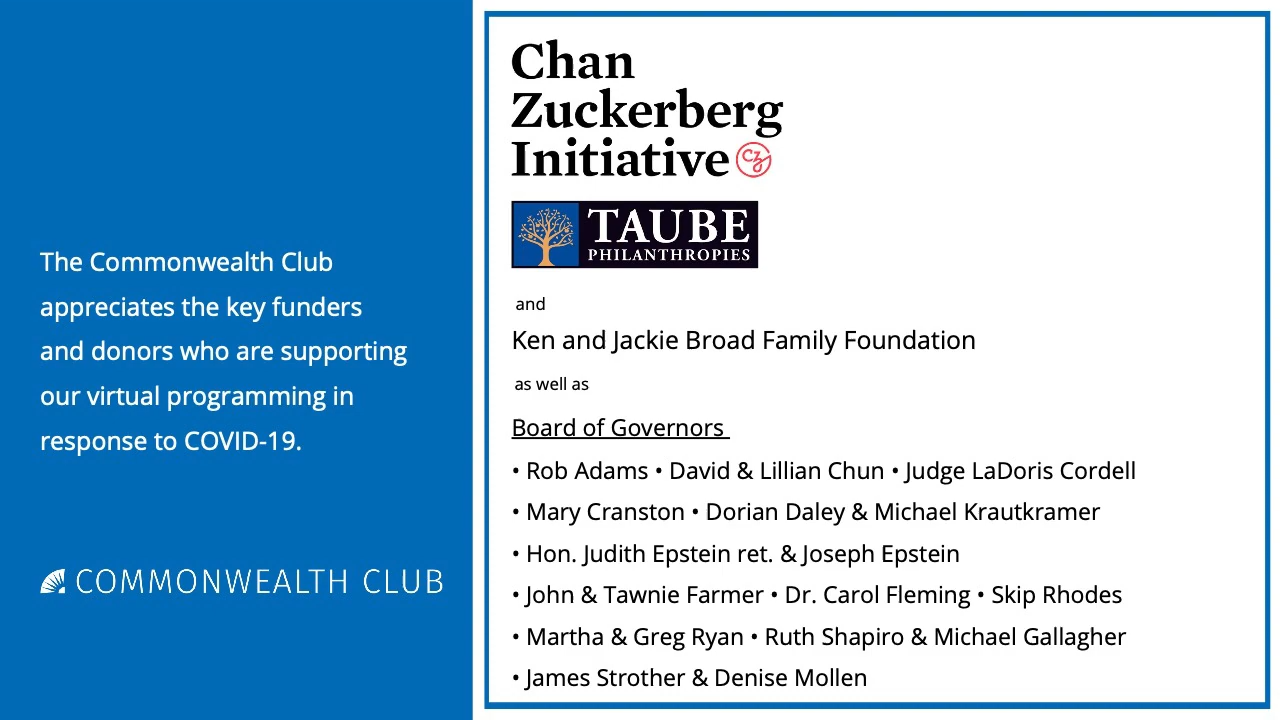 The Commonwealth Club
appreciates the key funders
and donors who are supporting
our virtual programming in
response to COVID-19.
COMMONWEALTH CLUB
Chan
Zuckerberg
Initiative
CZI
TAUBE
PHILANTHROPIES
and
Ken and Jackie Broad Family Foundation
as well as
Board of Governors
• Rob Adams • David & Lillian Chun • Judge LaDoris Cordell
• Mary Cranston • Dorian Daley & Michael Krautkramer
• Hon. Judith Epstein ret. & Joseph Epstein
• John & Tawnie Farmer • Dr. Carol Fleming • Skip Rhodes
• Martha & Greg Ryan • Ruth Shapiro & Michael Gallagher
• James Strother & Denise Mollen